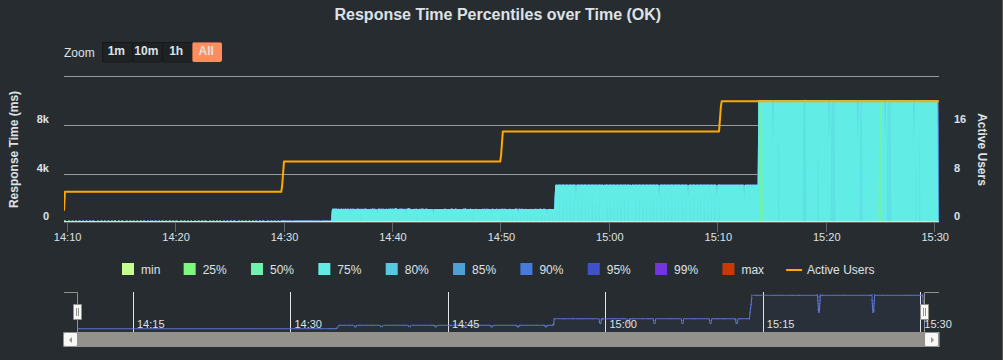 Response Time Percentiles over Time (OK)
Zoom 1m 10m 1h All
Response Time (ms)
8k
4k
0
16
8
0
Active Users
14:10 14:20 14:30 14:40 14:50 15:00 15:10 15:20 15:30
min 25% 50% 75% 80% 85% 90% 95% 99% max Active Users
14:15 14:30 14:45 15:00 15:15 15:30